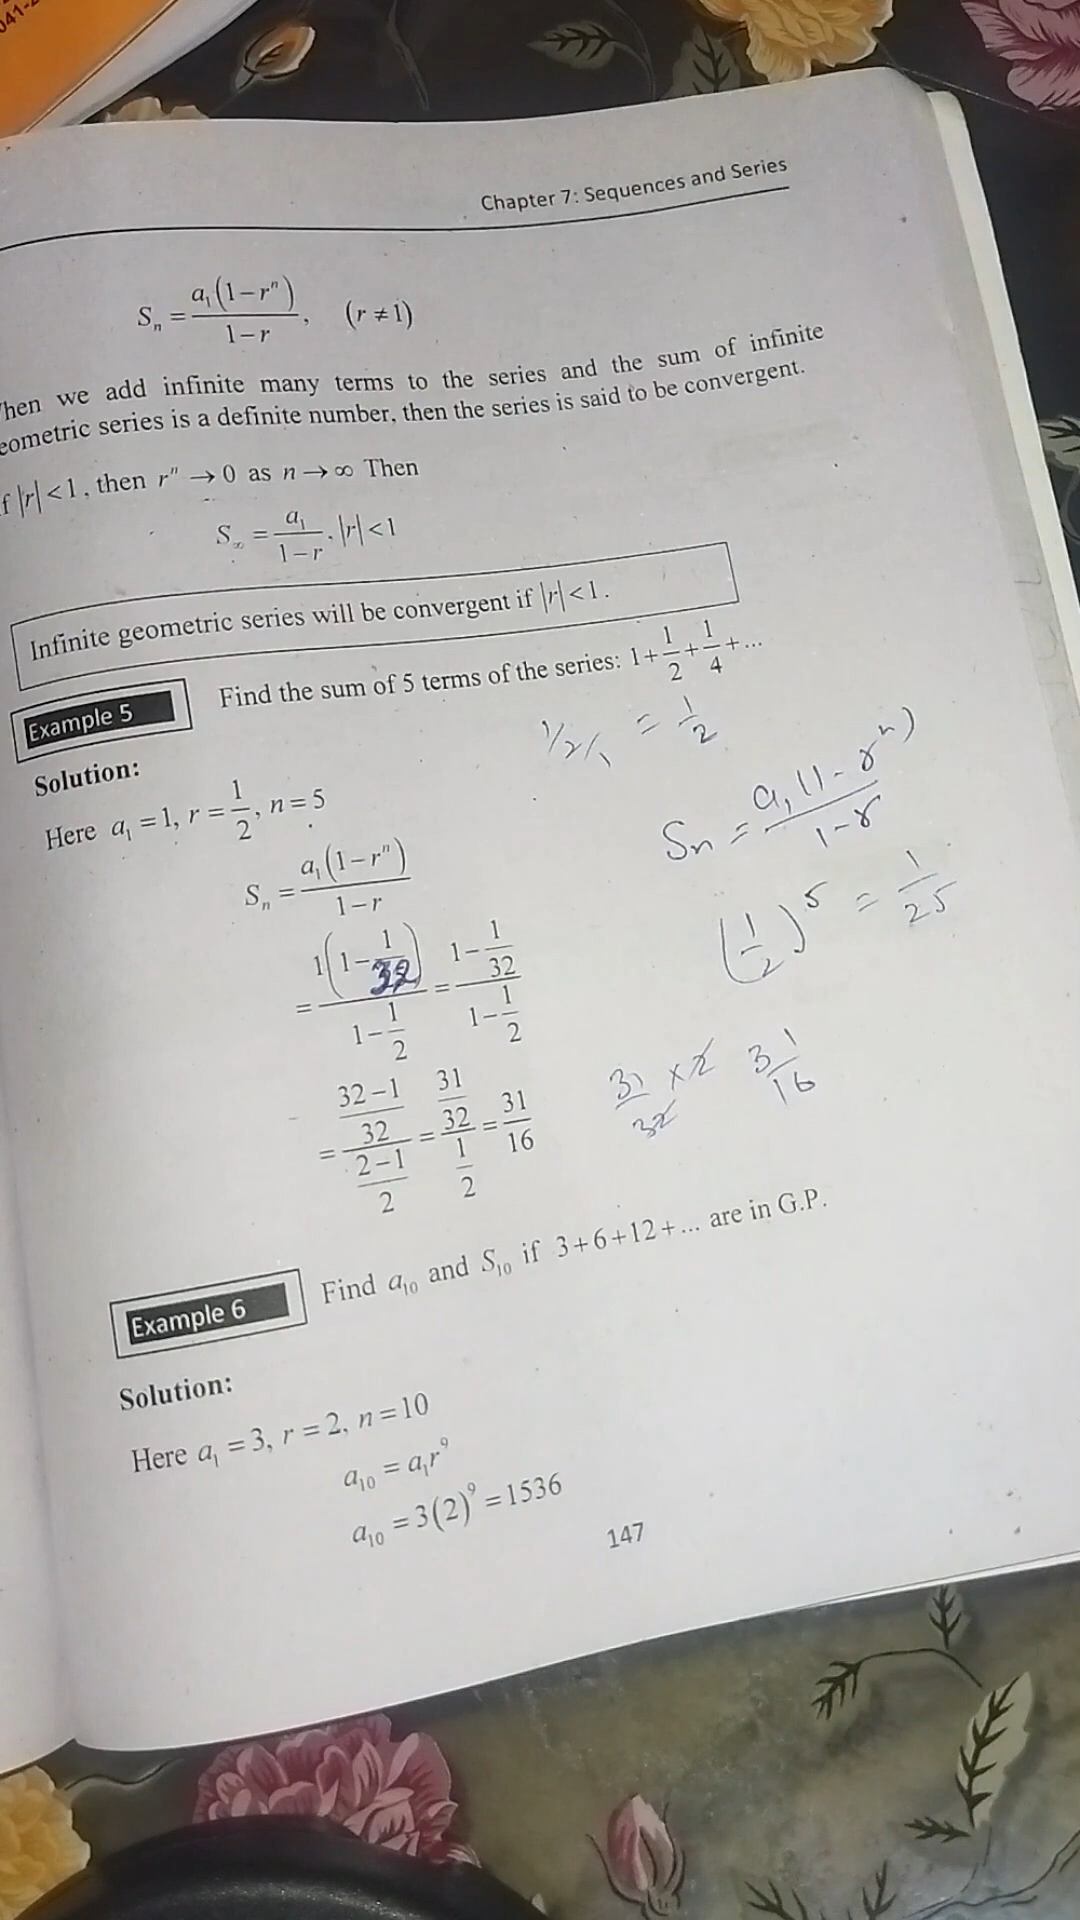 041-2
Chapter 7: Sequences and Series
Sₙ = a₁(1−rⁿ)/(1−r), (r ≠ 1)
hen we add infinite many terms to the series and the sum of infinite
eometric series is a definite number, then the series is said to be convergent.
f |r| < 1, then rⁿ → 0 as n → ∞ Then
S∞ = a₁/(1−r). |r| < 1
Infinite geometric series will be convergent if |r| < 1.
Example 5 Find the sum of 5 terms of the series: 1 + 1/2 + 1/4 + ...
1/2/1 = 1/2
Solution:
Here a₁ = 1, r = 1/2, n = 5
Sₙ = a₁(1−rⁿ)/(1−r)
Sn = a₁(1−rⁿ)/(1−r)
= 1(1 − 1/32)/(1 − 1/2) = (1 − 1/32)/(1 − 1/2)
(1/2)⁵ = 1/25
= ((32−1)/32)/((2−1)/2) = (31/32)/(1/2) = 31/16
31/32 × 2 31/16
Example 6 Find a₁₀ and S₁₀ if 3+6+12+... are in G.P.
Solution:
Here a₁ = 3, r = 2, n = 10
a₁₀ = a₁r⁹
a₁₀ = 3(2)⁹ = 1536
147